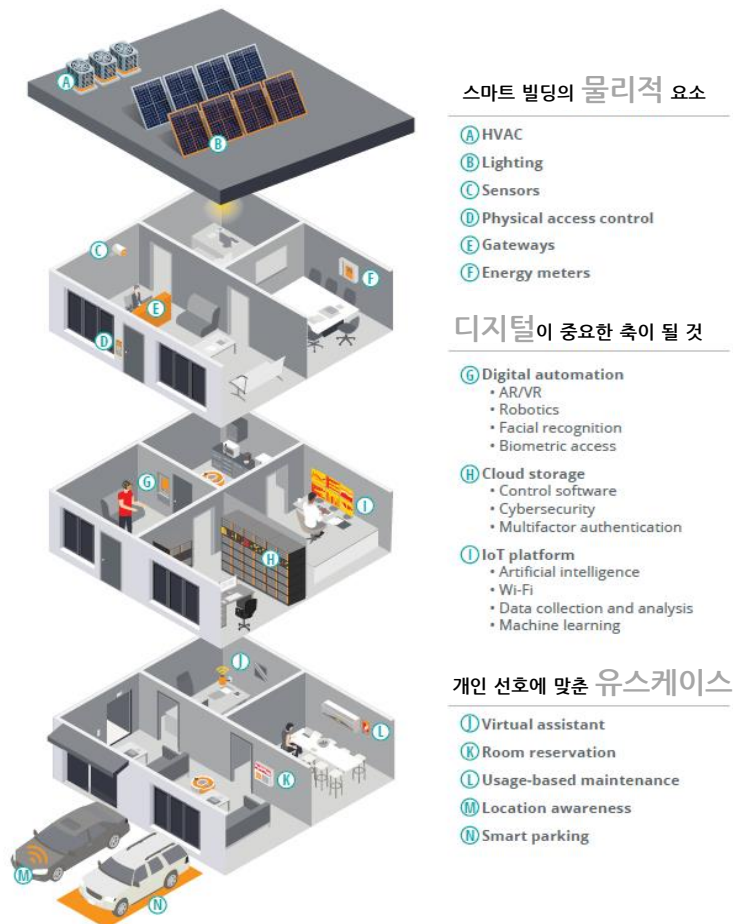 스마트 빌딩의 물리적 요소
A HVAC
B Lighting
C Sensors
D Physical access control
E Gateways
F Energy meters
디지털이 중요한 축이 될 것
G Digital automation
• AR/VR
• Robotics
• Facial recognition
• Biometric access
H Cloud storage
• Control software
• Cybersecurity
• Multifactor authentication
I IoT platform
• Artificial intelligence
• Wi-Fi
• Data collection and analysis
• Machine learning
개인 선호에 맞춘 유스케이스
J Virtual assistant
K Room reservation
L Usage-based maintenance
M Location awareness
N Smart parking
A
B
C
F
E
D
G
I
H
J
L
K
M
N